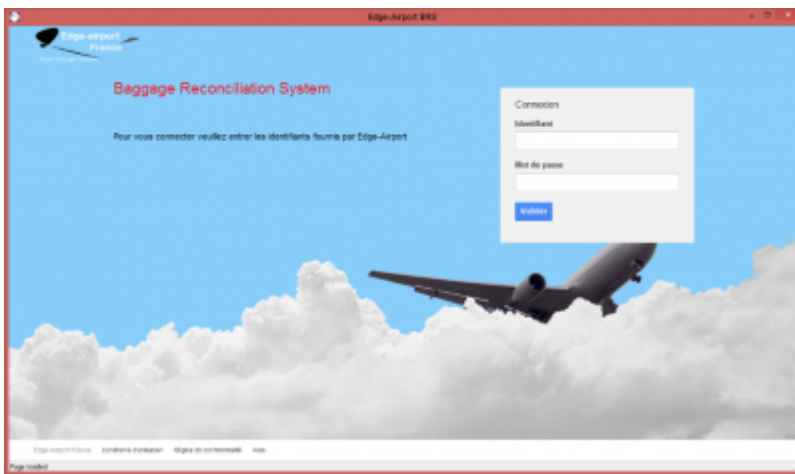 Edge-Airport BRS
Edge-airport
France
Baggage Reconciliation System
Pour vous connecter veuillez entrer les identifiants fournis par Edge-Airport
Connexion
Identifiant
Mot de passe
Valider
Edge-Airport France Conditions d'utilisation Règles de confidentialité Aide
Page loaded